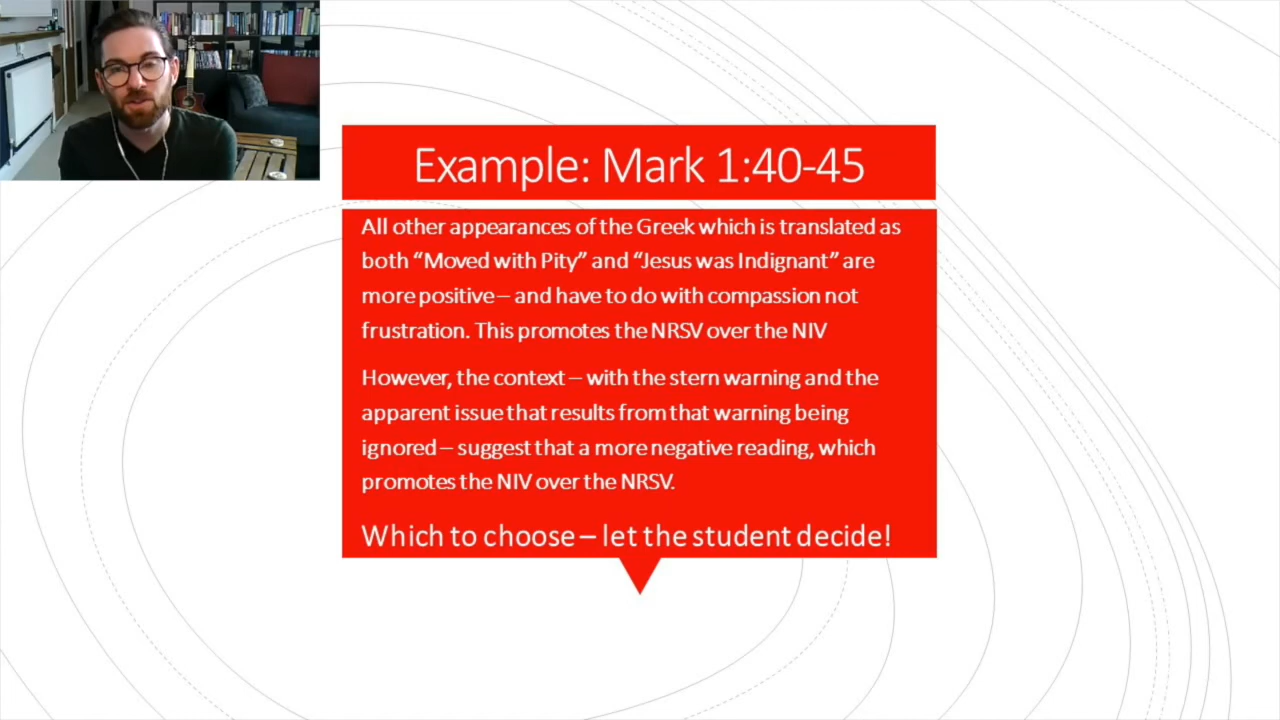 Example: Mark 1:40-45
All other appearances of the Greek which is translated as
both “Moved with Pity” and “Jesus was Indignant” are
more positive – and have to do with compassion not
frustration. This promotes the NRSV over the NIV
However, the context – with the stern warning and the
apparent issue that results from that warning being
ignored – suggest that a more negative reading, which
promotes the NIV over the NRSV.
Which to choose – let the student decide!